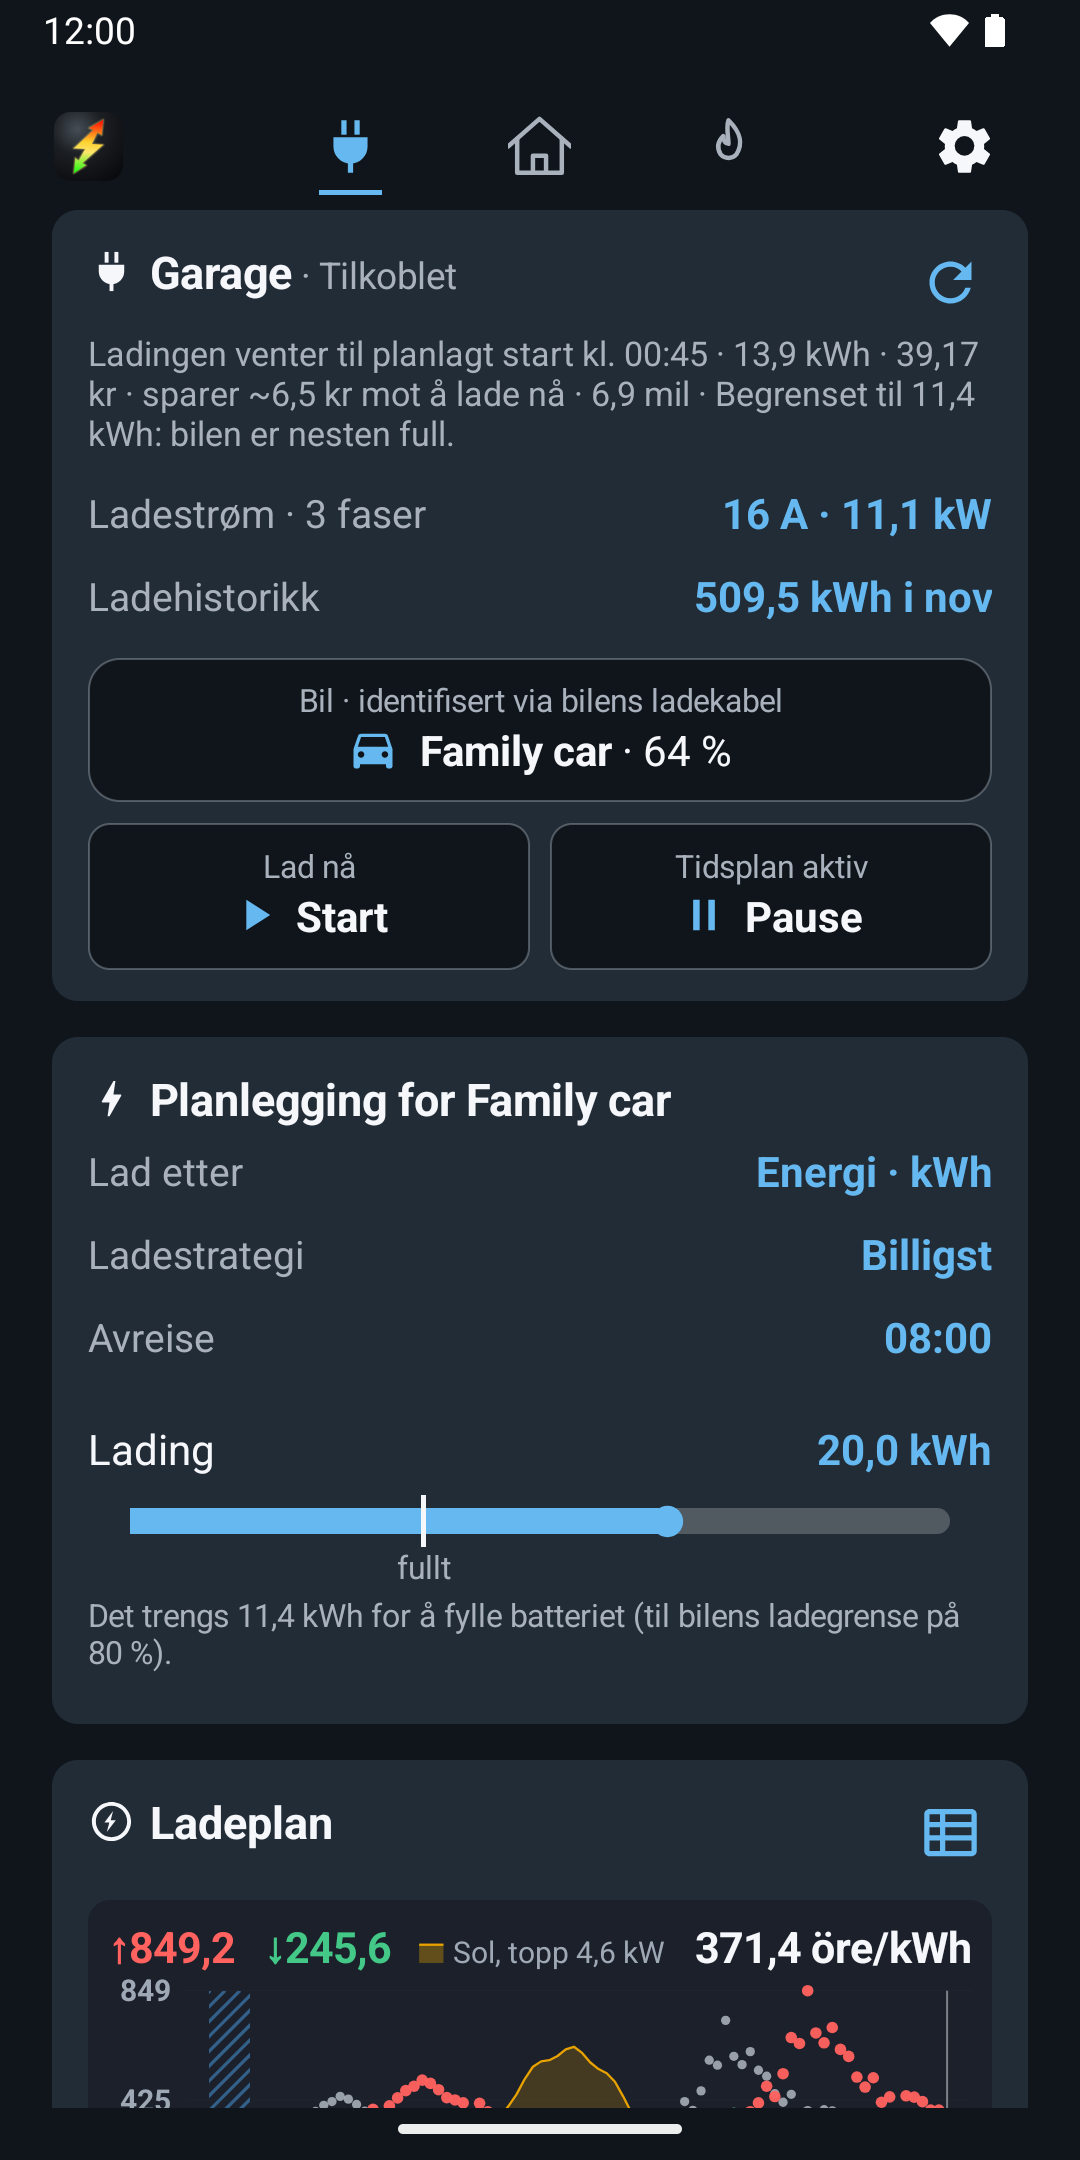 12:00
Garage · Tilkoblet
Ladingen venter til planlagt start kl. 00:45 · 13,9 kWh · 39,17
kr · sparer ~6,5 kr mot å lade nå · 6,9 mil · Begrenset til 11,4
kWh: bilen er nesten full.
Ladestrøm · 3 faser 16 A · 11,1 kW
Ladehistorikk 509,5 kWh i nov
Bil · identifisert via bilens ladekabel
Family car · 64 %
Lad nå
Start
Tidsplan aktiv
Pause
Planlegging for Family car
Lad etter Energi · kWh
Ladestrategi Billigst
Avreise 08:00
Lading 20,0 kWh
fullt
Det trengs 11,4 kWh for å fylle batteriet (til bilens ladegrense på
80 %).
Ladeplan
↑849,2 ↓245,6 Sol, topp 4,6 kW 371,4 öre/kWh
849
425